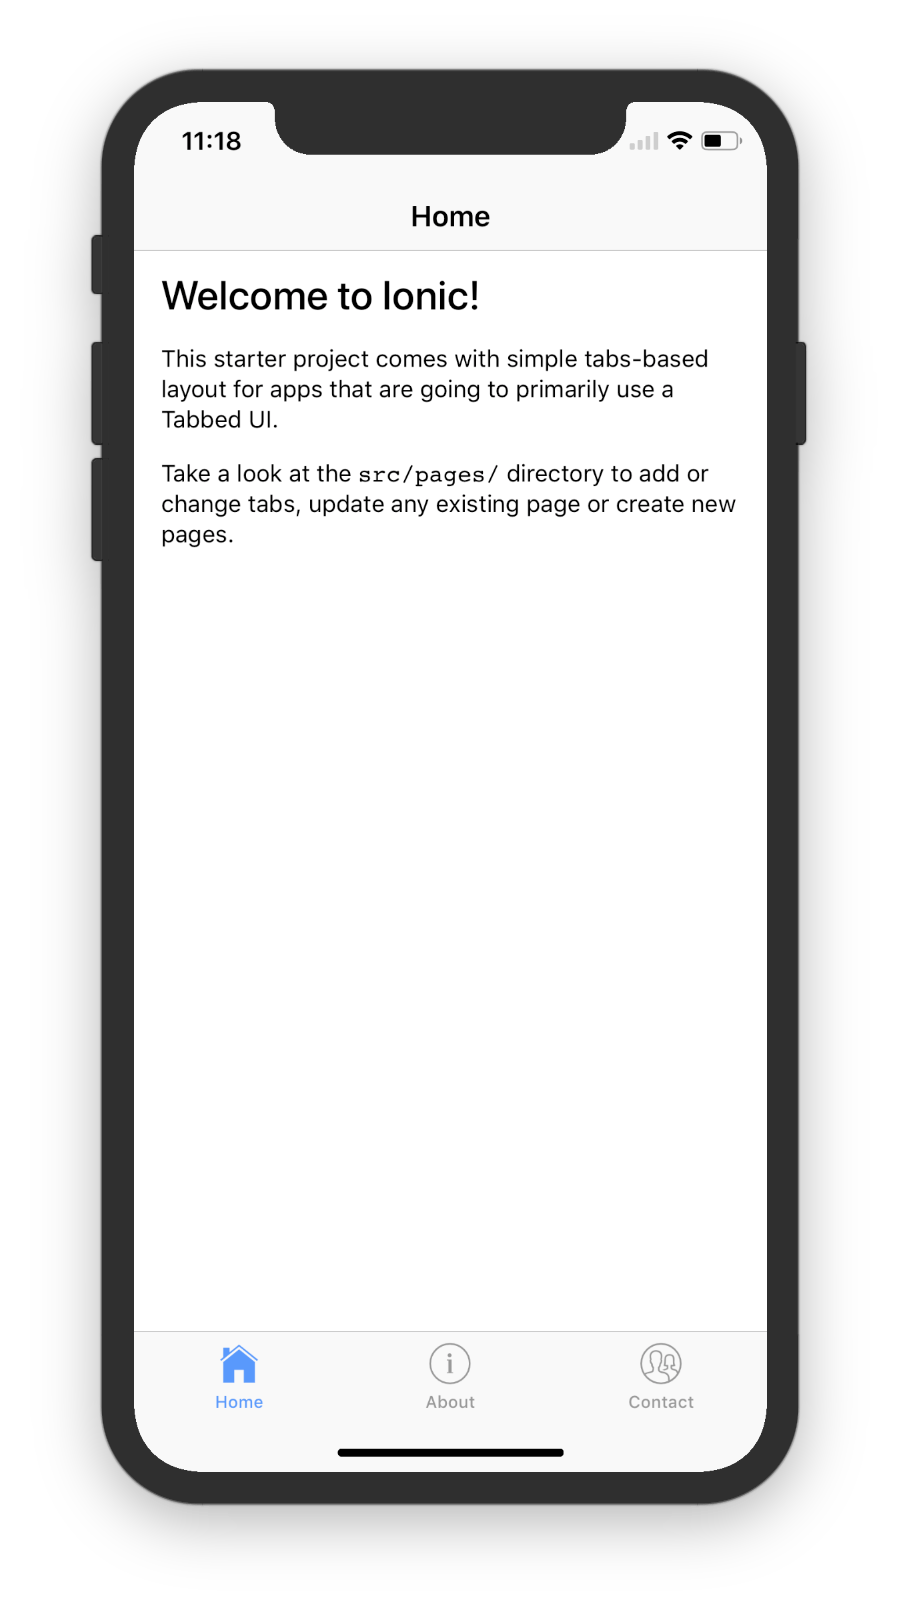 11:18
Home
Welcome to Ionic!
This starter project comes with simple tabs-based
layout for apps that are going to primarily use a
Tabbed UI.
Take a look at the src/pages/ directory to add or
change tabs, update any existing page or create new
pages.
Home
About
Contact